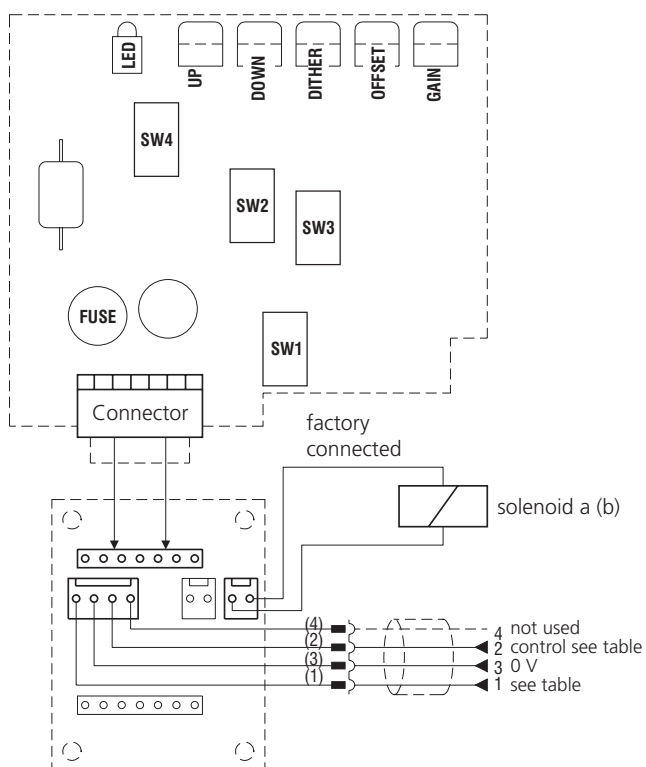 LED
UP
DOWN
DITHER
OFFSET
GAIN
SW4
SW2
SW3
FUSE
SW1
Connector
factory
connected
solenoid a (b)
(4)
4 not used
(2)
2 control see table
(3)
3 0 V
(1)
1 see table